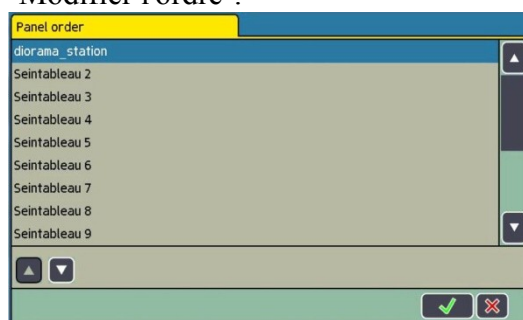 Modifier l'ordre .
Panel order
diorama_station
Seintableau 2
Seintableau 3
Seintableau 4
Seintableau 5
Seintableau 6
Seintableau 7
Seintableau 8
Seintableau 9